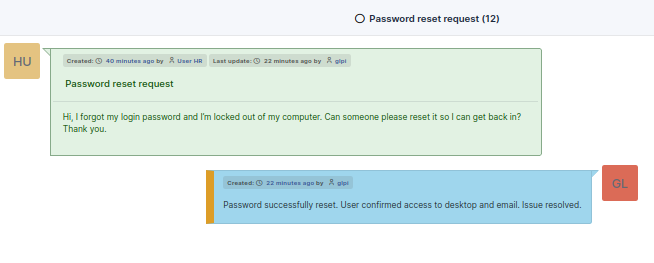 Password reset request (12)
HU
Created: 40 minutes ago by User HR Last update: 22 minutes ago by glpi
Password reset request
Hi, I forgot my login password and I'm locked out of my computer. Can someone please reset it so I can get back in?
Thank you.
GL
Created: 22 minutes ago by glpi
Password successfully reset. User confirmed access to desktop and email. Issue resolved.